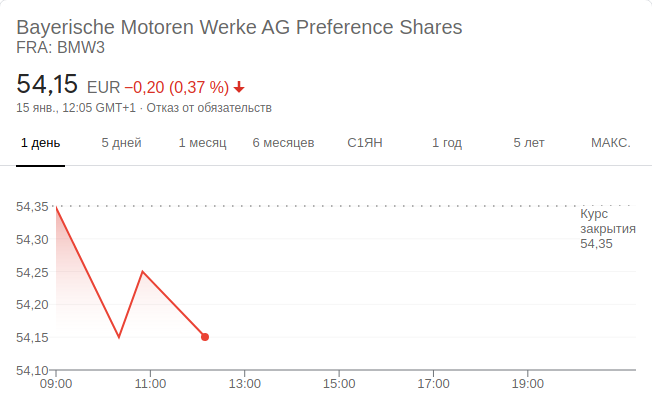 Bayerische Motoren Werke AG Preference Shares
FRA: BMW3
54,15 EUR −0,20 (0,37 %)
15 янв., 12:05 GMT+1 · Отказ от обязательств
1 день 5 дней 1 месяц 6 месяцев С1ЯН 1 год 5 лет МАКС.
54,35
Курс
закрытия
54,35
54,30
54,25
54,20
54,15
54,10
09:00 11:00 13:00 15:00 17:00 19:00